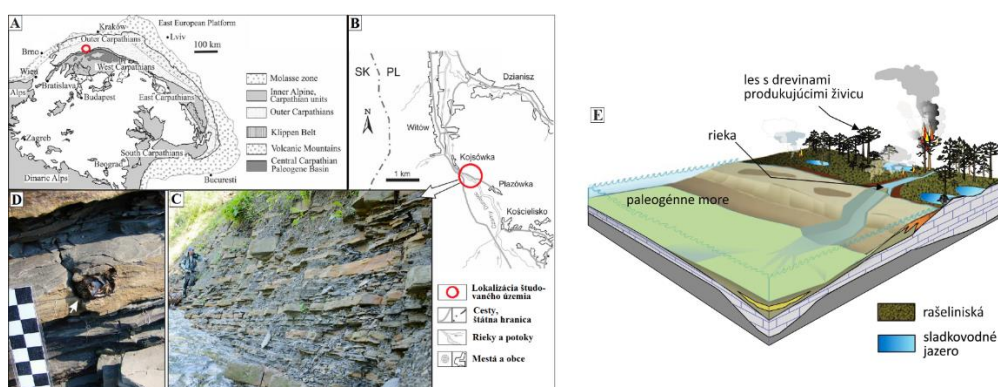 A
Kraków
East European Platform
Outer Carpathians
Lviv
100 km
Brno
Wien
West Carpathians
Bratislava
Budapest
Alps
East Carpathians
Zagreb
South Carpathians
Beograd
Dinaric Alps
Bucuresti
Molasse zone
Inner Alpine,
Carpathian units
Outer Carpathians
Klippen Belt
Volcanic Mountains
Central Carpathian
Paleogene Basin
B
SK
PL
Dzianisz
N
Witów
Kojsówka
1 km
Płazówka
Kościelisko
D
C
Lokalizácia študo-
vaného územia
Cesty,
štátna hranica
Rieky a potoky
Mestá a obce
les s drevinami
produkujúcimi živicu
E
rieka
paleogénne more
rašeliniská
sladkovodné
jazero